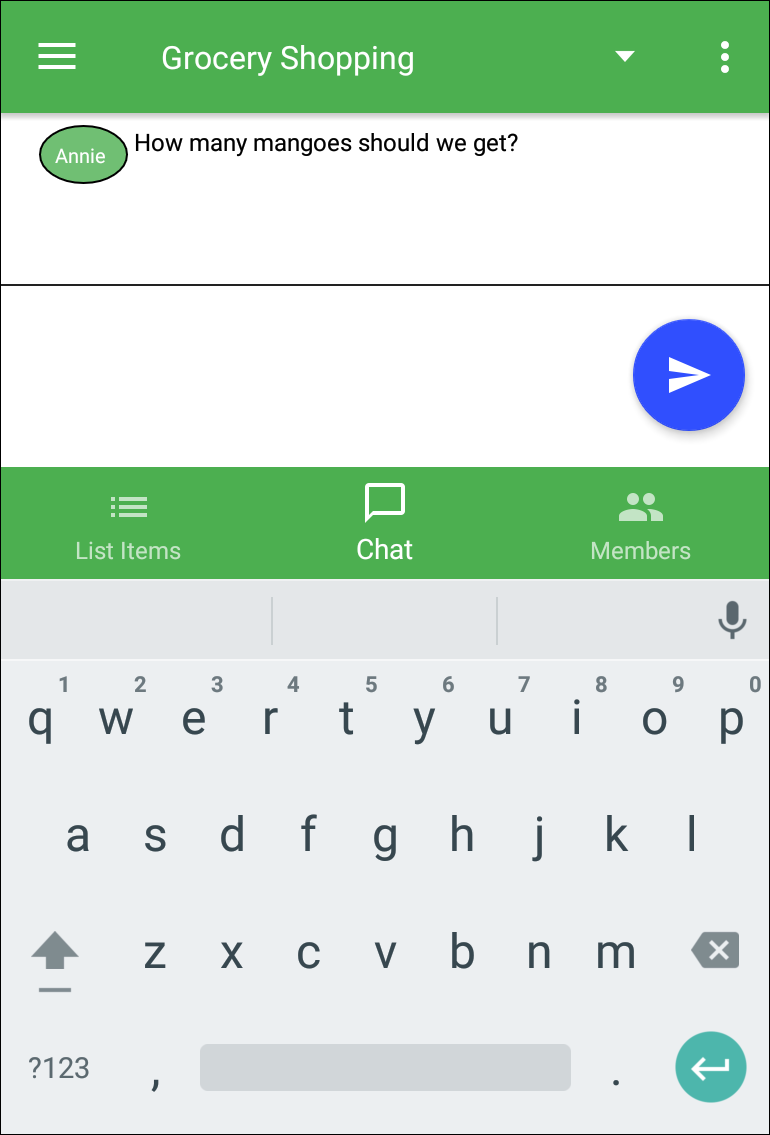 Grocery Shopping
Annie How many mangoes should we get?
List Items Chat Members
1 2 3 4 5 6 7 8 9 0
q w e r t y u i o p
a s d f g h j k l
z x c v b n m
?123 , .